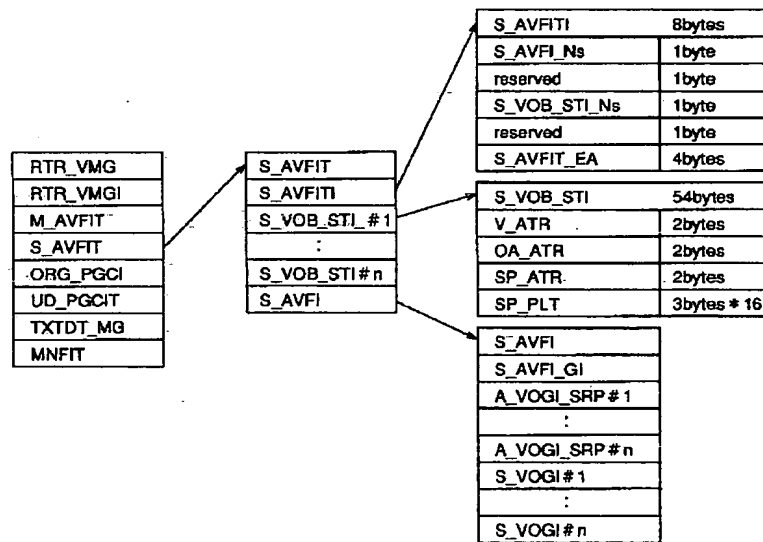 RTR_VMG
RTR_VMGI
M_AVFIT
S_AVFIT
ORG_PGCI
UD_PGCIT
TXTDT_MG
MNFIT
S_AVFIT
S_AVFITI
S_VOB_STI_#1
:
S_VOB_STI#n
S_AVFI
S_AVFITI 8bytes
S_AVFI_Ns 1byte
reserved 1byte
S_VOB_STI_Ns 1byte
reserved 1byte
S_AVFIT_EA 4bytes
S_VOB_STI 54bytes
V_ATR 2bytes
OA_ATR 2bytes
SP_ATR 2bytes
SP_PLT 3bytes * 16
S_AVFI
S_AVFI_GI
A_VOGI_SRP#1
:
A_VOGI_SRP#n
S_VOGI#1
:
S_VOGI#n